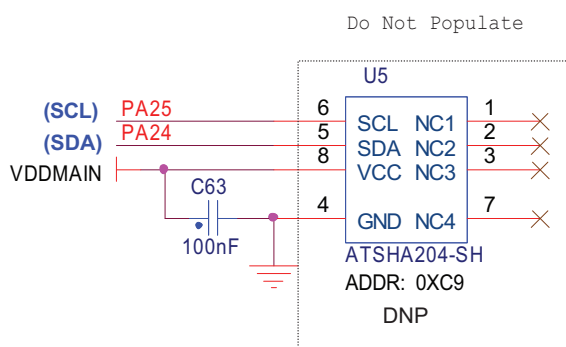 Do Not Populate
U5
(SCL) PA25 6 SCL NC1 1
(SDA) PA24 5 SDA NC2 2
VDDMAIN 8 VCC NC3 3
C63 4 GND NC4 7
100nF
ATSHA204-SH
ADDR: 0XC9
DNP